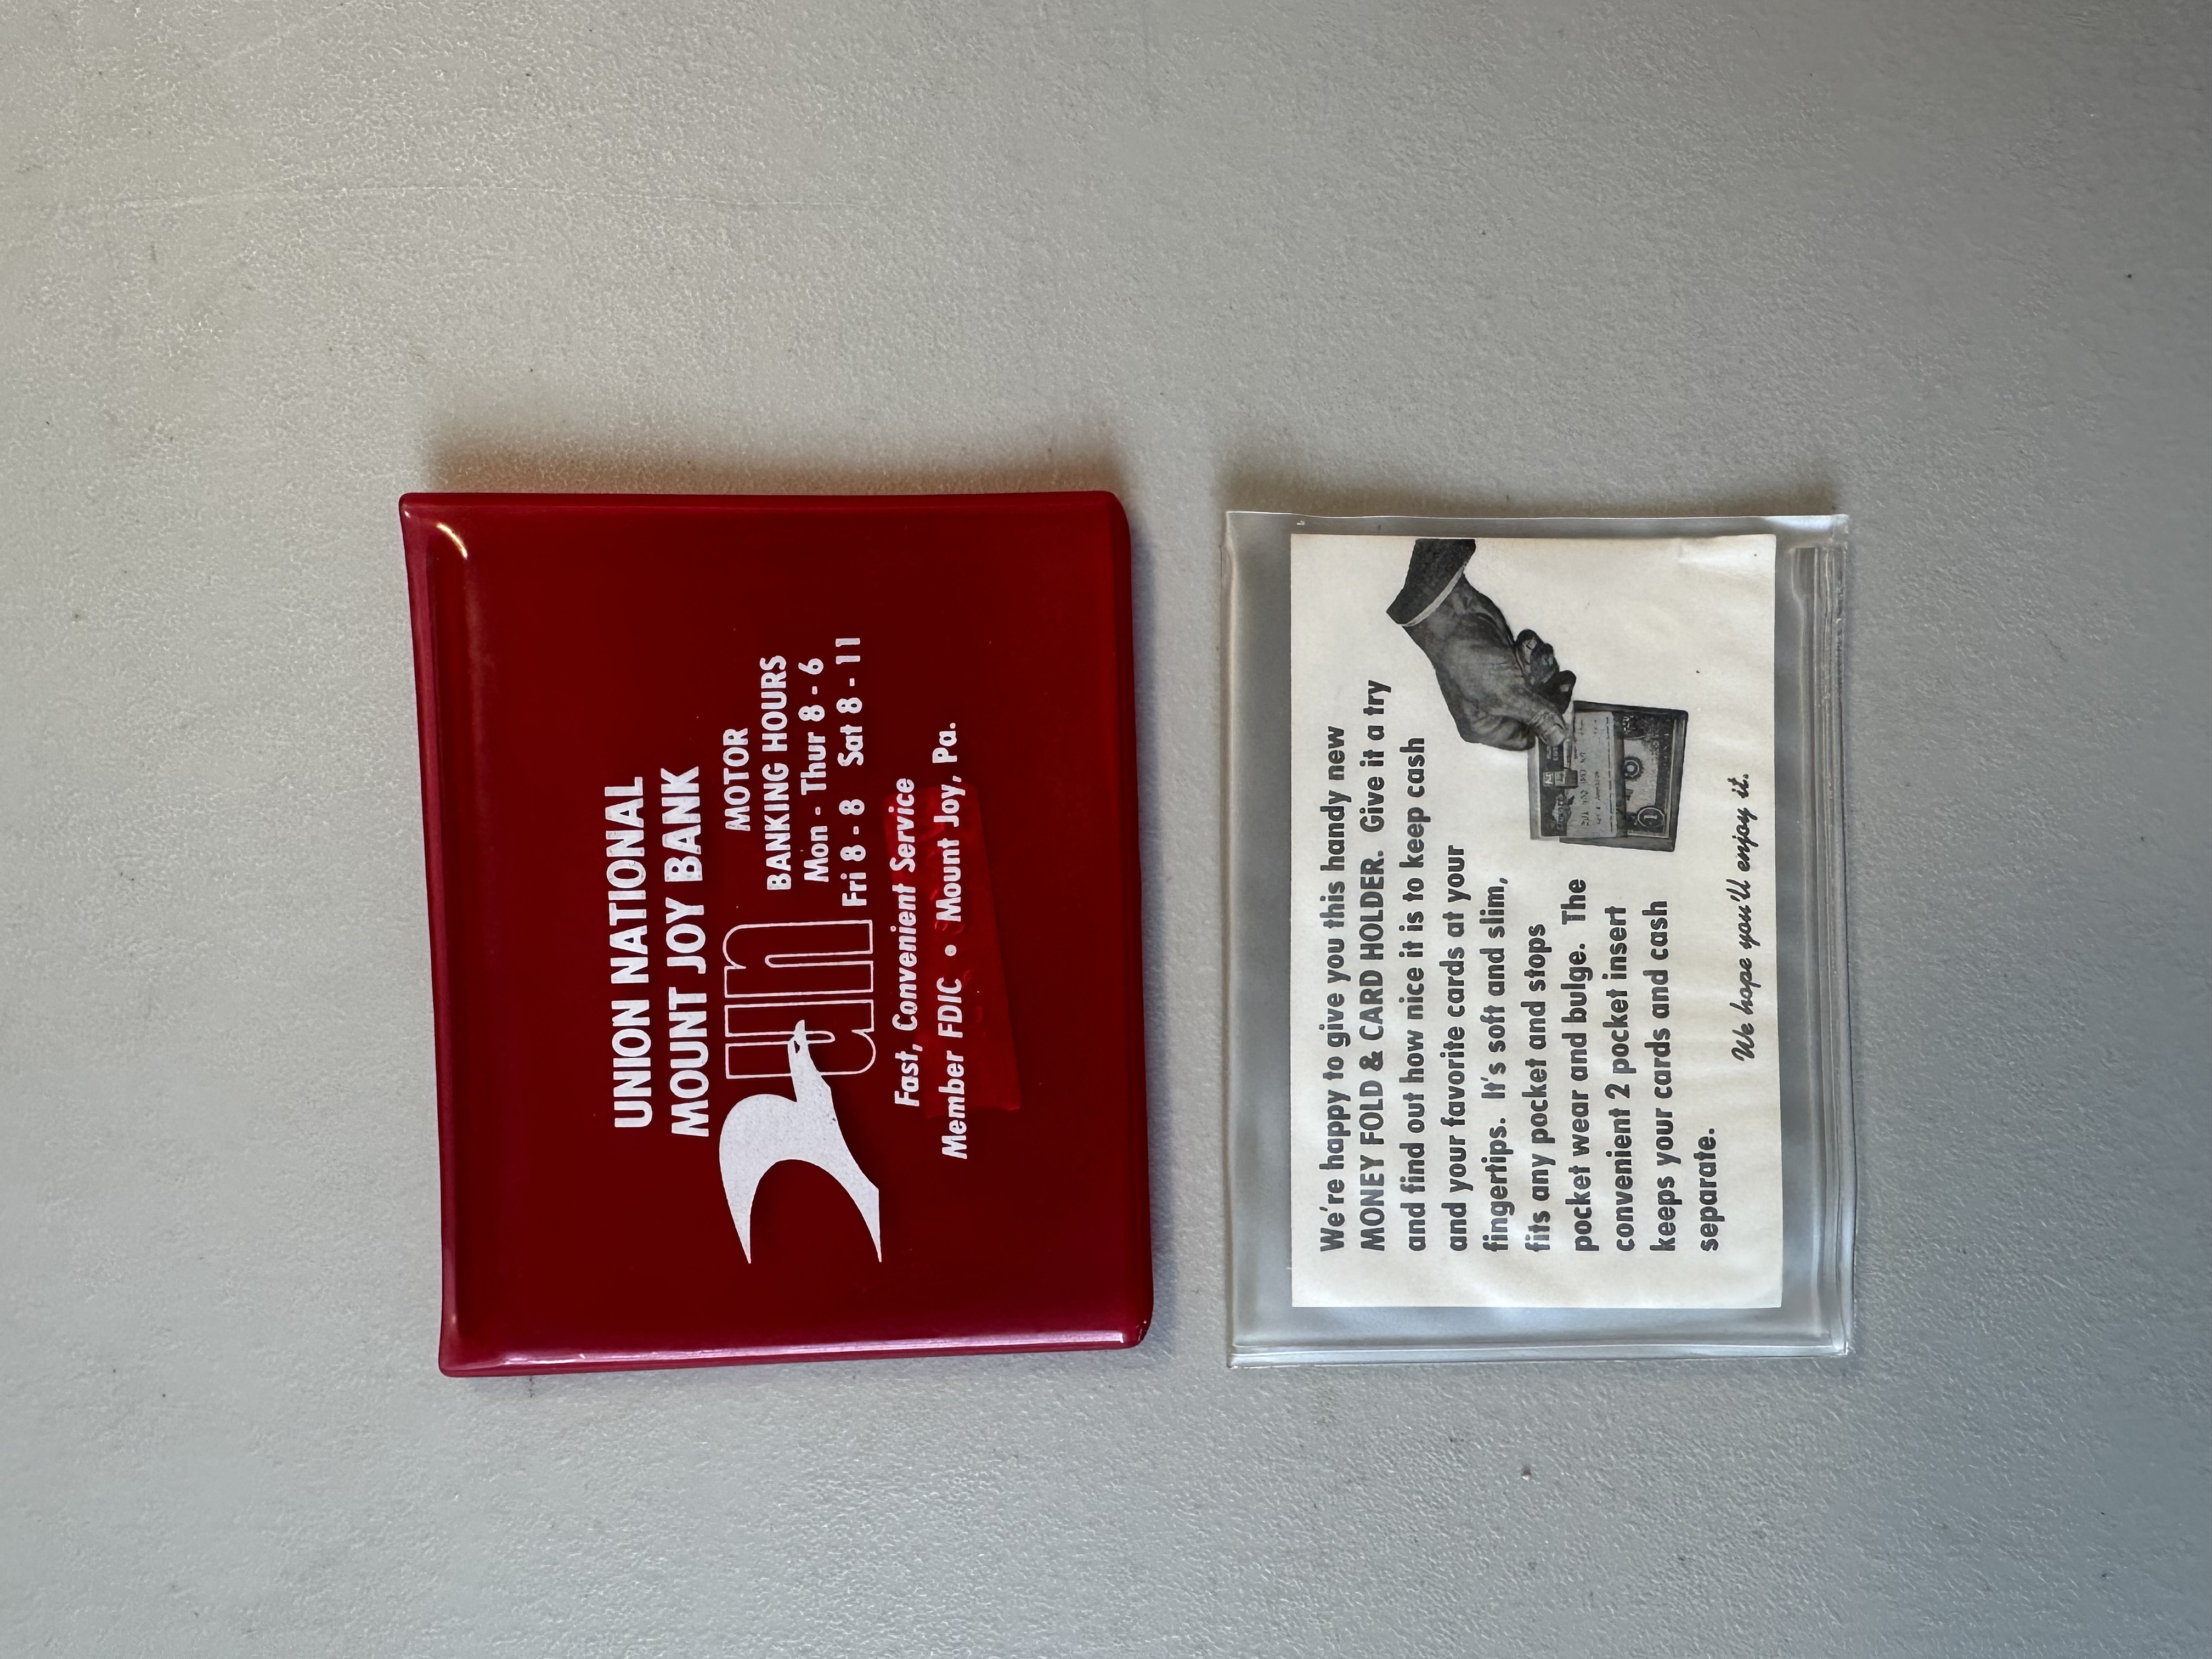 UNION NATIONAL
MOUNT JOY BANK
un
MOTOR
BANKING HOURS
Mon - Thur 8 - 6
Fri 8 - 8 Sat 8 - 11
Fast, Convenient Service
Member FDIC • Mount Joy, Pa.
We're happy to give you this handy new
MONEY FOLD & CARD HOLDER. Give it a try
and find out how nice it is to keep cash
and your favorite cards at your
fingertips. It's soft and slim,
fits any pocket and stops
pocket wear and bulge. The
convenient 2 pocket insert
keeps your cards and cash
separate.
We hope you'll enjoy it.